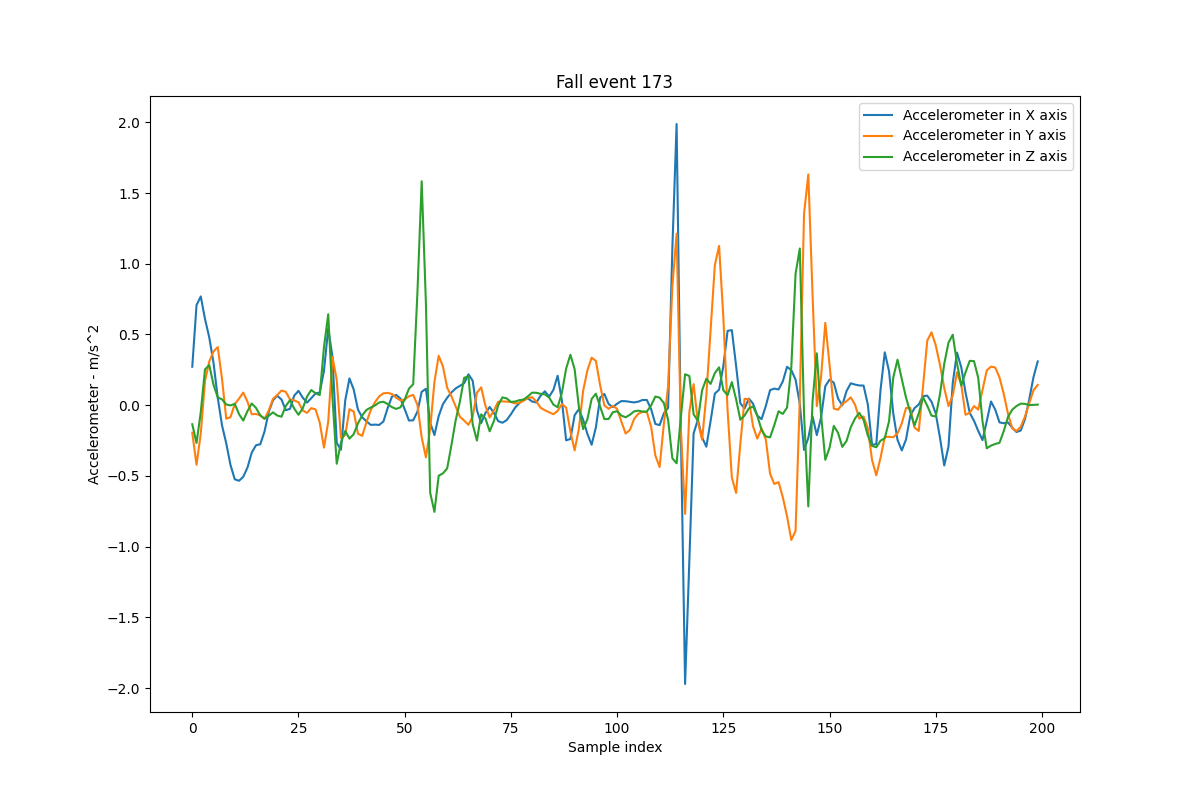 Fall event 173
Accelerometer in X axis
Accelerometer in Y axis
Accelerometer in Z axis
2.0
1.5
1.0
0.5
0.0
−0.5
−1.0
−1.5
−2.0
Accelerometer - m/s^2
0 25 50 75 100 125 150 175 200
Sample index